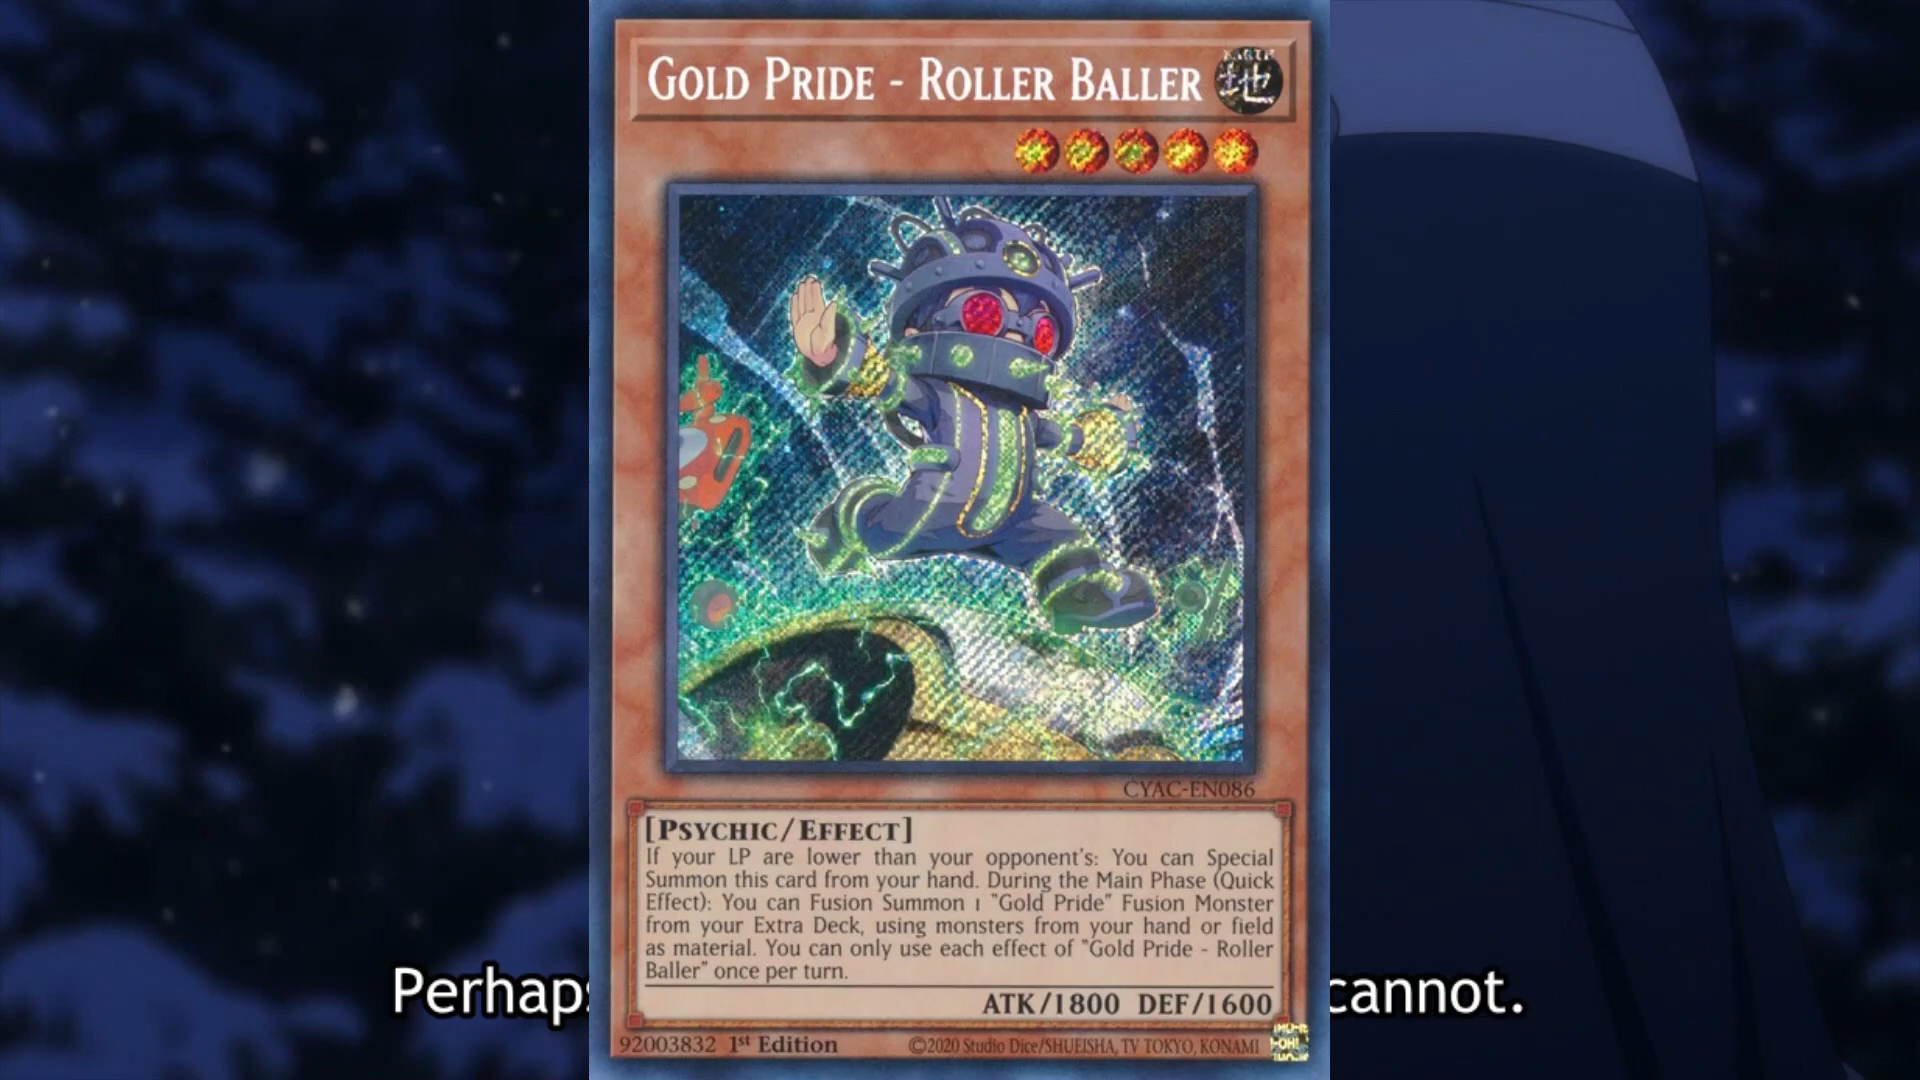 GOLD PRIDE - ROLLER BALLER
EARTH
地
CYAC-EN086
[PSYCHIC/EFFECT]
If your LP are lower than your opponent's: You can Special
Summon this card from your hand. During the Main Phase (Quick
Effect): You can Fusion Summon 1 "Gold Pride" Fusion Monster
from your Extra Deck, using monsters from your hand or field
as material. You can only use each effect of "Gold Pride - Roller
Baller" once per turn.
ATK/1800 DEF/1600
Perhaps cannot.
92003832 1st Edition ©2020 Studio Dice/SHUEISHA, TV TOKYO, KONAMI